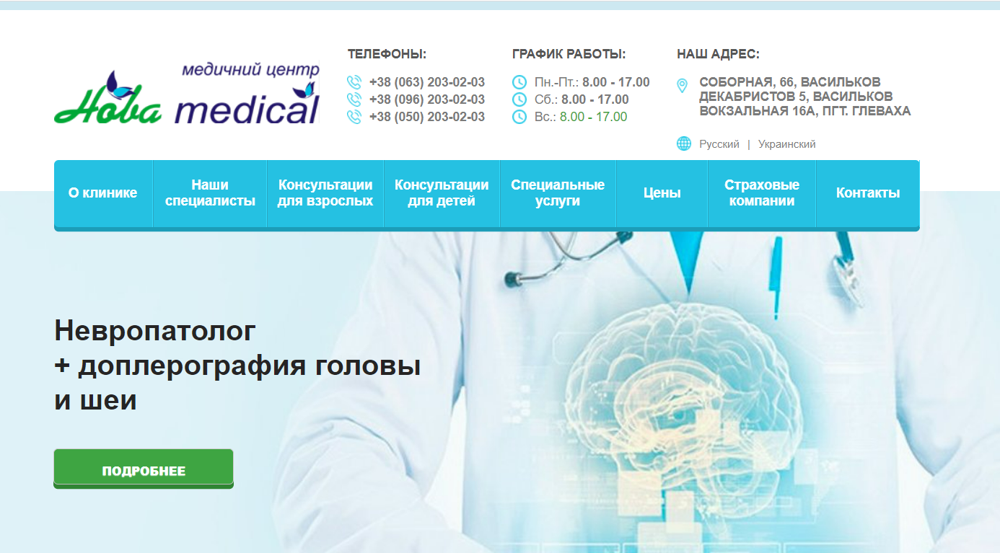 медичний центр
Нова medical
ТЕЛЕФОНЫ:
+38 (063) 203-02-03
+38 (096) 203-02-03
+38 (050) 203-02-03
ГРАФИК РАБОТЫ:
Пн.-Пт.: 8.00 - 17.00
Сб.: 8.00 - 17.00
Вс.: 8.00 - 17.00
НАШ АДРЕС:
СОБОРНАЯ, 66, ВАСИЛЬКОВ
ДЕКАБРИСТОВ 5, ВАСИЛЬКОВ
ВОКЗАЛЬНАЯ 16А, ПГТ. ГЛЕВАХА
Русский | Украинский
О клинике
Наши
специалисты
Консультации
для взрослых
Консультации
для детей
Специальные
услуги
Цены
Страховые
компании
Контакты
Невропатолог
+ доплерография головы
и шеи
ПОДРОБНЕЕ